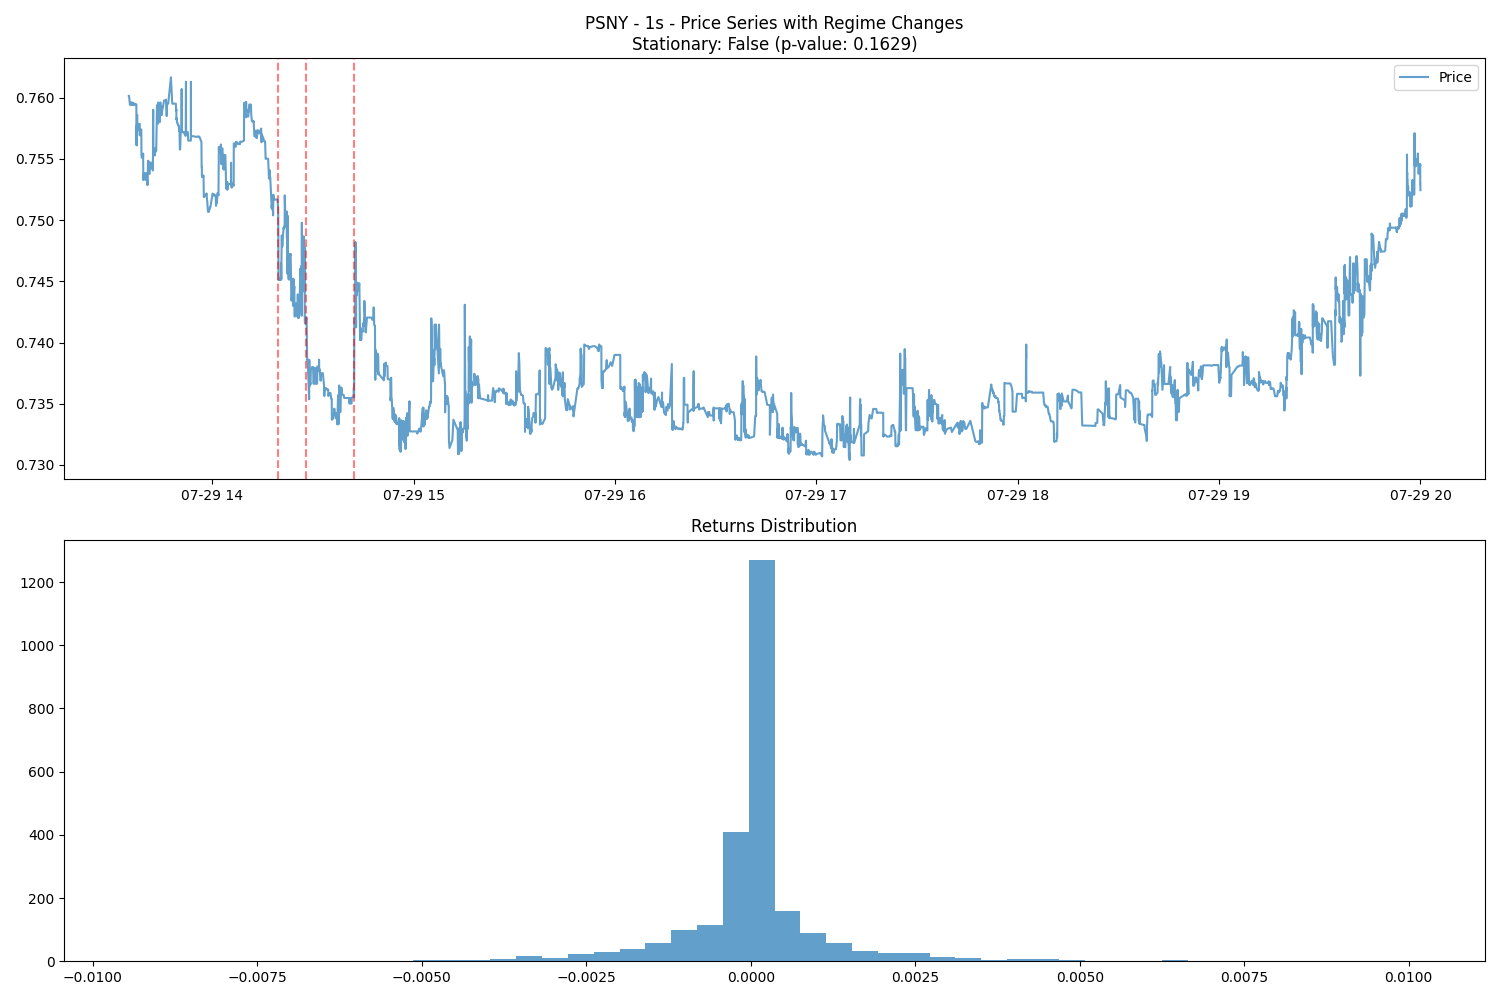 PSNY - 1s - Price Series with Regime Changes
Stationary: False (p-value: 0.1629)
Price
0.760
0.755
0.750
0.745
0.740
0.735
0.730
07-29 14 07-29 15 07-29 16 07-29 17 07-29 18 07-29 19 07-29 20
Returns Distribution
1200
1000
800
600
400
200
0
−0.0100 −0.0075 −0.0050 −0.0025 0.0000 0.0025 0.0050 0.0075 0.0100